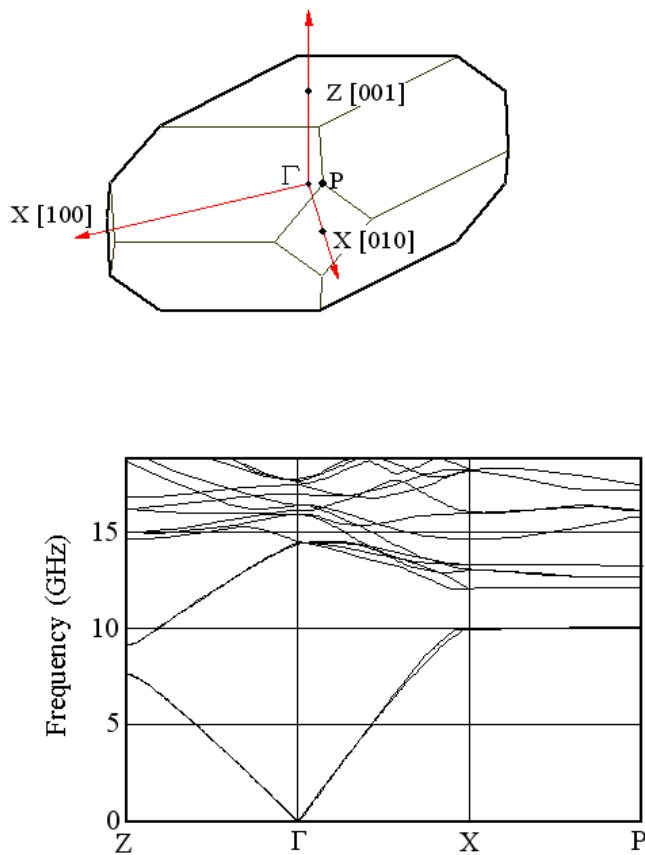 Z [001]
Γ
P
X [100]
X [010]
Frequency (GHz)
15
10
5
0
Z
Γ
X
P